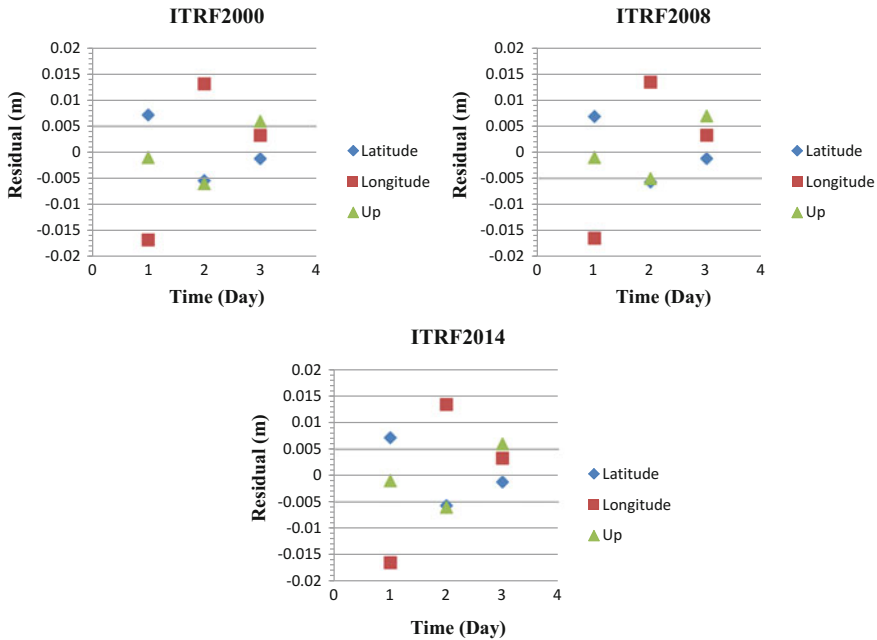 ITRF2000
0.02
0.015
0.01
0.005
0
-0.005
-0.01
-0.015
-0.02
0 1 2 3 4
Residual (m)
Time (Day)
Latitude
Longitude
Up
ITRF2008
0.02
0.015
0.01
0.005
0
-0.005
-0.01
-0.015
-0.02
0 1 2 3 4
Residual (m)
Time (Day)
Latitude
Longitude
Up
ITRF2014
0.02
0.015
0.01
0.005
0
-0.005
-0.01
-0.015
-0.02
0 1 2 3 4
Residual (m)
Time (Day)
Latitude
Longitude
Up